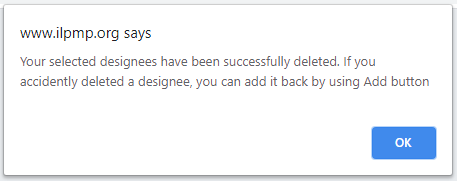 www.ilpmp.org says
Your selected designees have been successfully deleted. If you
accidently deleted a designee, you can add it back by using Add button
OK